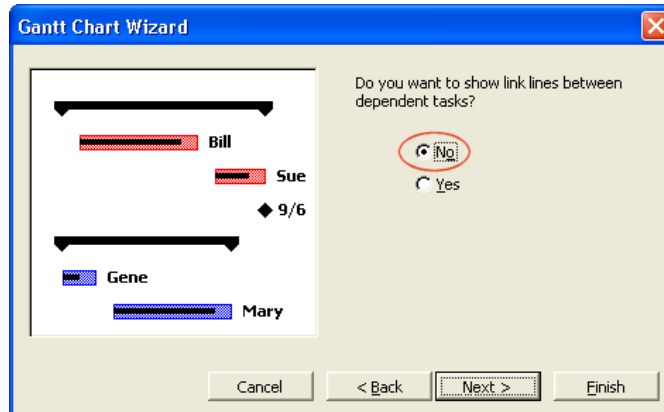 Gantt Chart Wizard
Do you want to show link lines between
dependent tasks?
Bill
No
Sue
Yes
9/6
Gene
Mary
Cancel
< Back
Next >
Finish